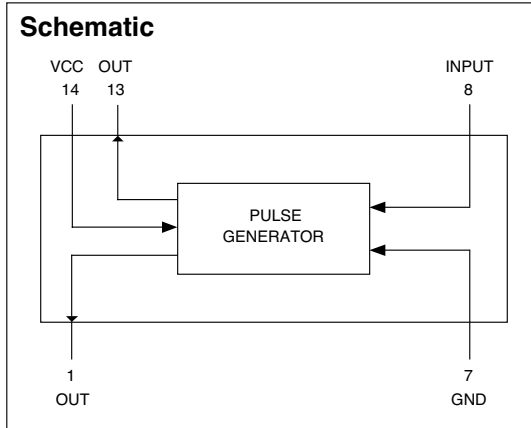 Schematic
VCC OUT INPUT
14 13 8
PULSE
GENERATOR
1 7
OUT GND